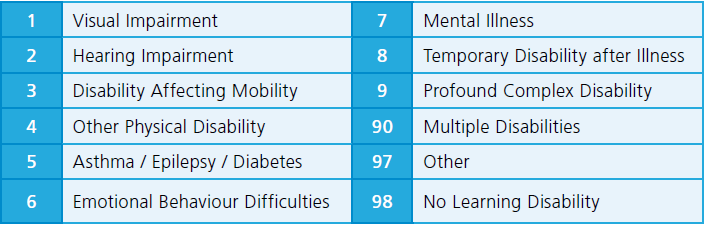 1 Visual Impairment 7 Mental Illness
2 Hearing Impairment 8 Temporary Disability after Illness
3 Disability Affecting Mobility 9 Profound Complex Disability
4 Other Physical Disability 90 Multiple Disabilities
5 Asthma / Epilepsy / Diabetes 97 Other
6 Emotional Behaviour Difficulties 98 No Learning Disability